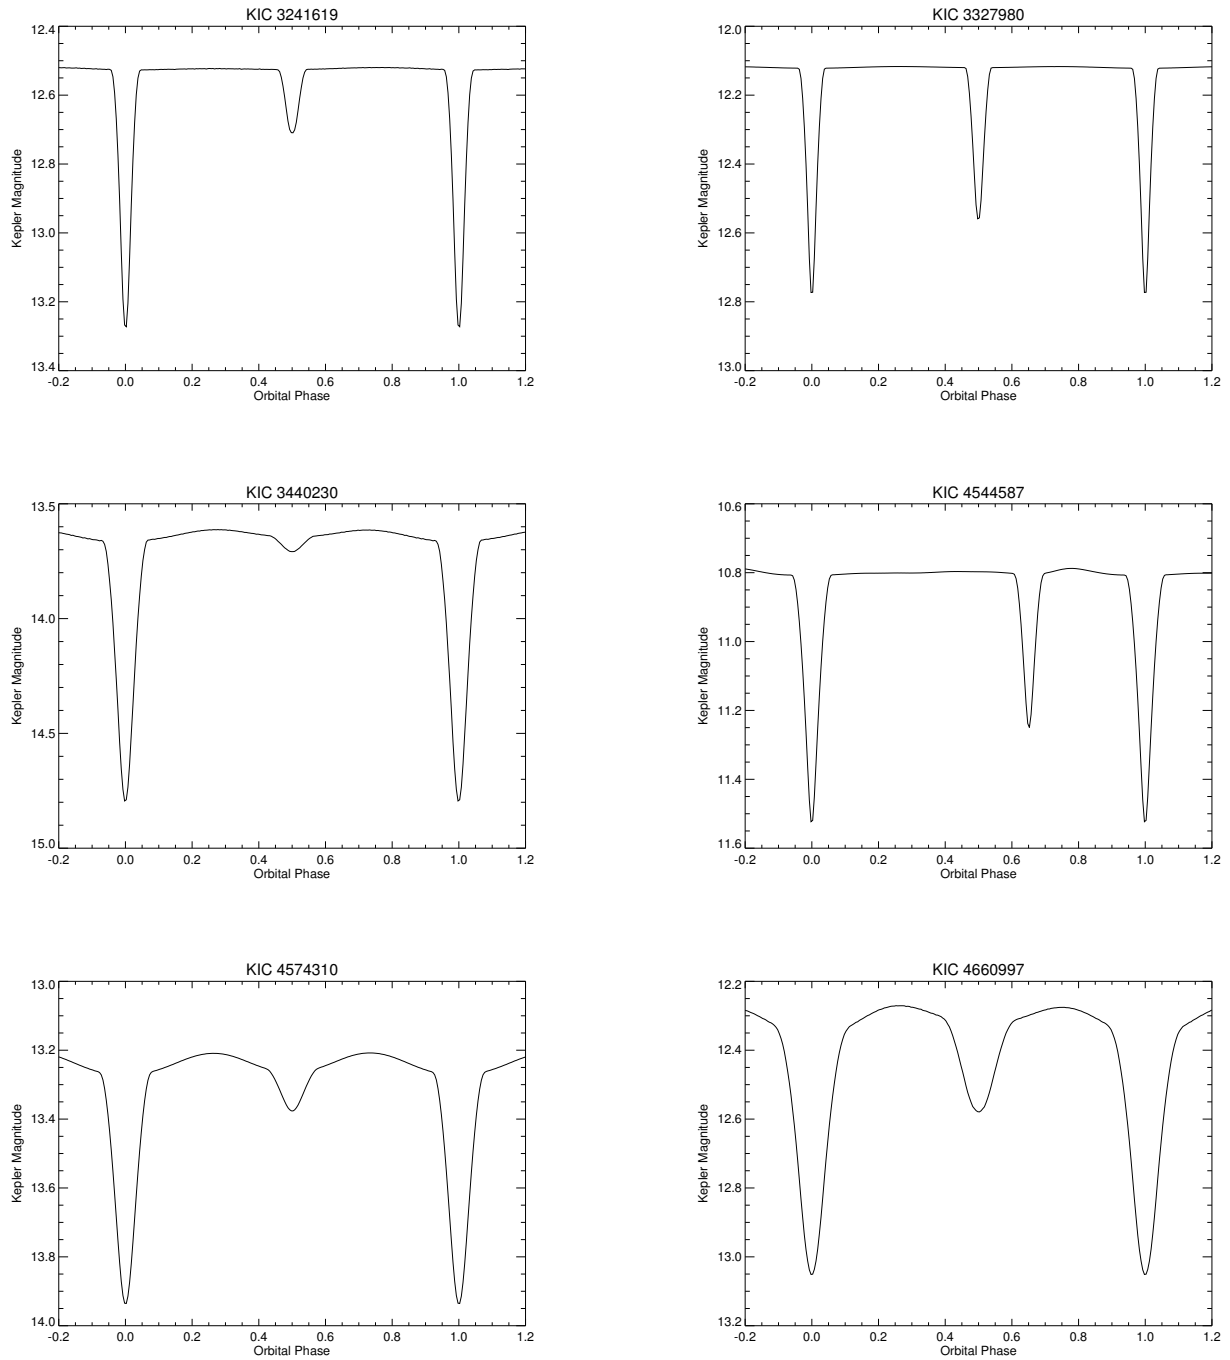 KIC 3241619
12.4
12.6
12.8
13.0
13.2
13.4
Kepler Magnitude
-0.2 0.0 0.2 0.4 0.6 0.8 1.0 1.2
Orbital Phase
KIC 3327980
12.0
12.2
12.4
12.6
12.8
13.0
Kepler Magnitude
-0.2 0.0 0.2 0.4 0.6 0.8 1.0 1.2
Orbital Phase
KIC 3440230
13.5
14.0
14.5
15.0
Kepler Magnitude
-0.2 0.0 0.2 0.4 0.6 0.8 1.0 1.2
Orbital Phase
KIC 4544587
10.6
10.8
11.0
11.2
11.4
11.6
Kepler Magnitude
-0.2 0.0 0.2 0.4 0.6 0.8 1.0 1.2
Orbital Phase
KIC 4574310
13.0
13.2
13.4
13.6
13.8
14.0
Kepler Magnitude
-0.2 0.0 0.2 0.4 0.6 0.8 1.0 1.2
Orbital Phase
KIC 4660997
12.2
12.4
12.6
12.8
13.0
13.2
Kepler Magnitude
-0.2 0.0 0.2 0.4 0.6 0.8 1.0 1.2
Orbital Phase